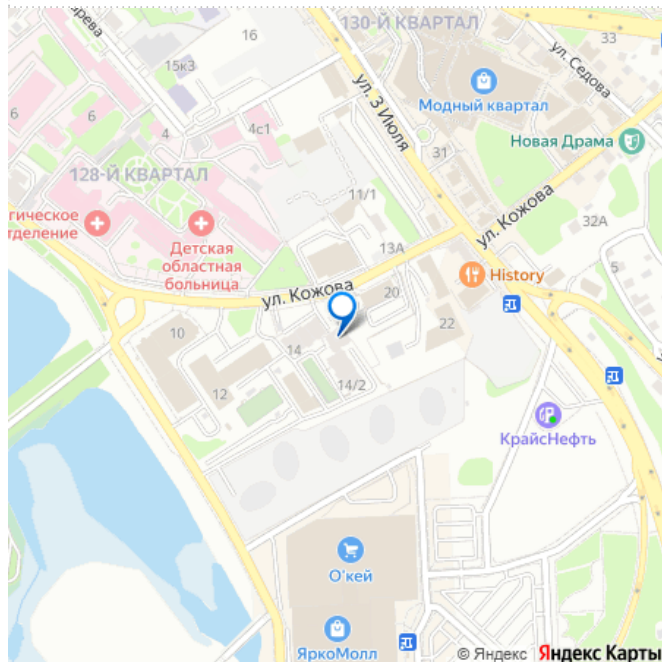 130-Й КВАРТАЛ
33
ул. Седова
16
15к3
ул. 3 Июля
Модный квартал
6
6
4
4с1
31
Новая Драма
128-Й КВАРТАЛ
11/1
ул. Кожова
гическое
тделение
Детская
областная
больница
13А
32А
5
History
ул. Кожова
20
10
22
14
12
14/2
КрайсНефть
О'кей
ЯркоМолл
© Яндекс Яндекс Карты